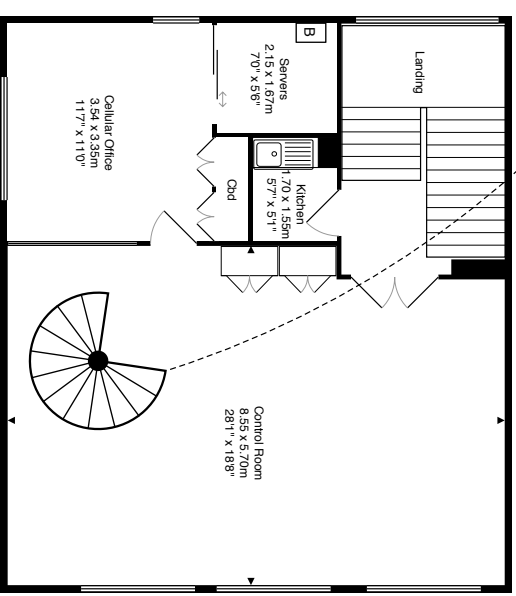 B
Servers
2.15 x 1.67m
7'0" x 5'6"
Landing
Cellular Office
3.54 x 3.35m
11'7" x 11'0"
Cbd
Kitchen
1.70 x 1.55m
5'7" x 5'1"
Control Room
8.55 x 5.70m
28'1" x 18'8"